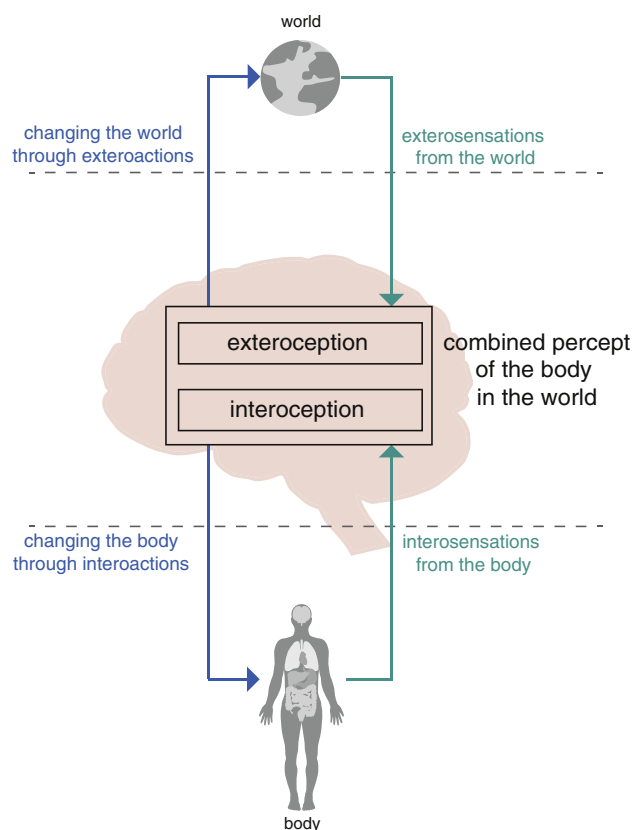 world
changing the world
through exteroactions
exterosensations
from the world
exteroception
interoception
combined percept
of the body
in the world
changing the body
through interoactions
interosensations
from the body
body